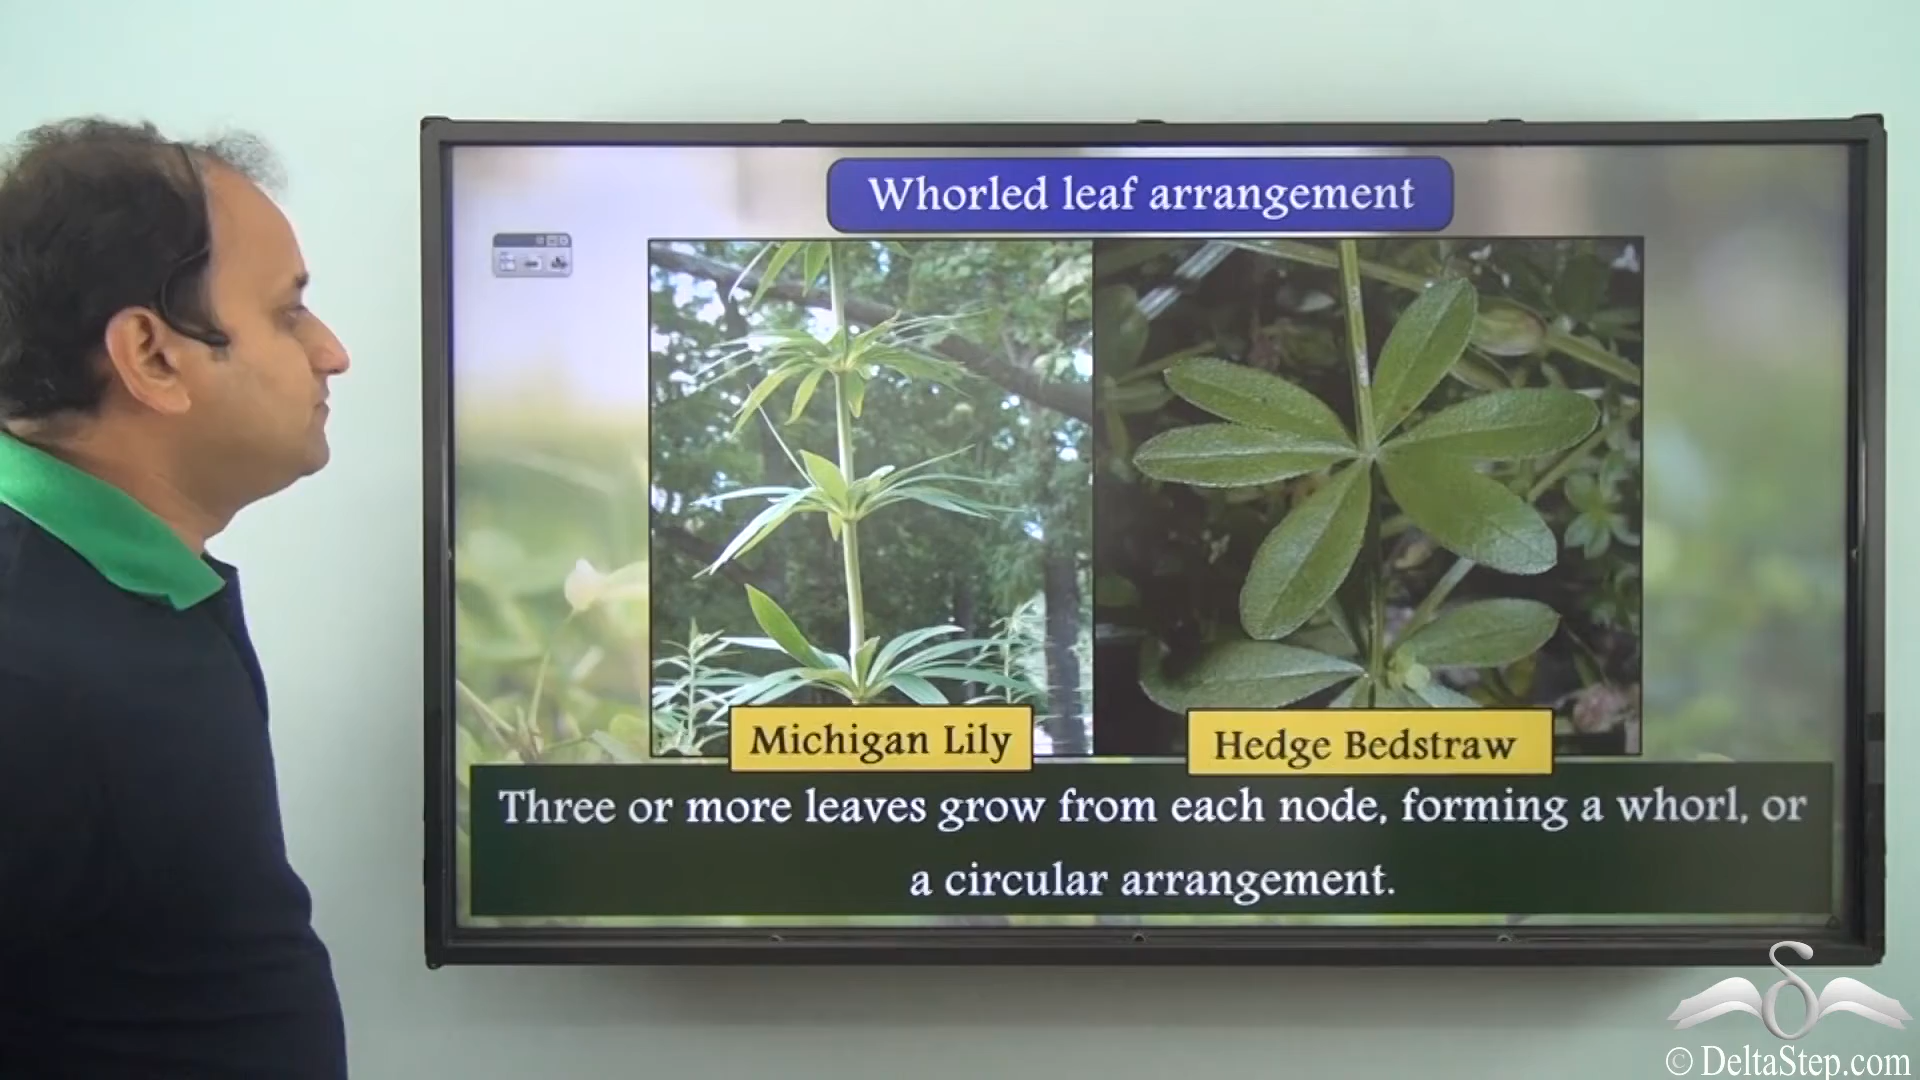 Whorled leaf arrangement
Michigan Lily
Hedge Bedstraw
Three or more leaves grow from each node, forming a whorl, or
a circular arrangement.
© DeltaStep.com